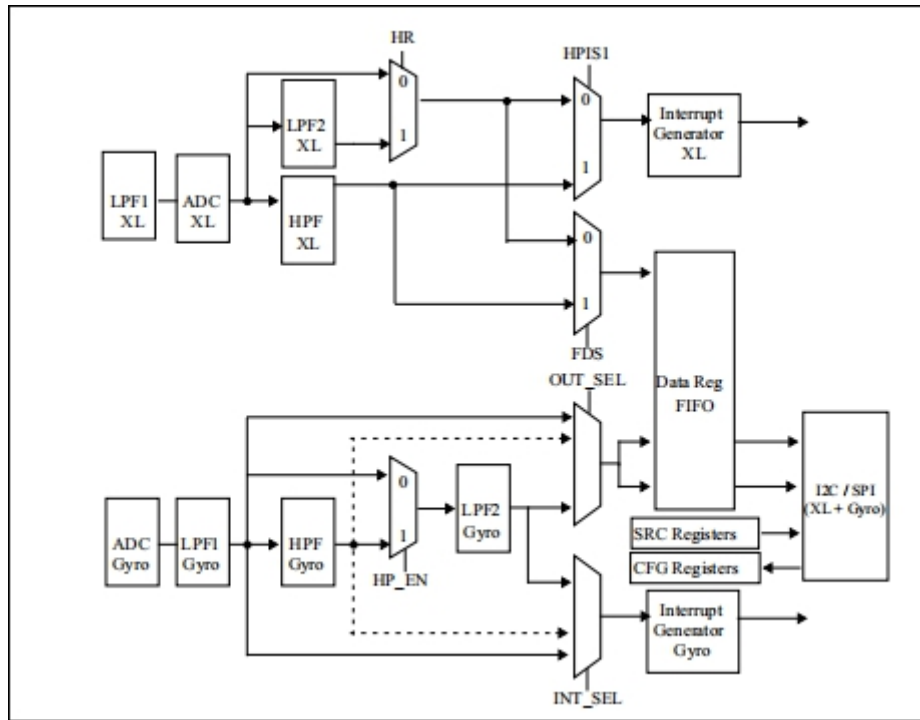 HR
HPIS1
0
0
LPF2
XL
1
Interrupt
Generator
XL
1
LPF1
XL
ADC
XL
HPF
XL
0
1
FDS
OUT_SEL
Data Reg
FIFO
0
I2C / SPI
(XL + Gyro)
ADC
Gyro
LPF1
Gyro
HPF
Gyro
1
LPF2
Gyro
SRC Registers
CFG Registers
HP_EN
Interrupt
Generator
Gyro
INT_SEL